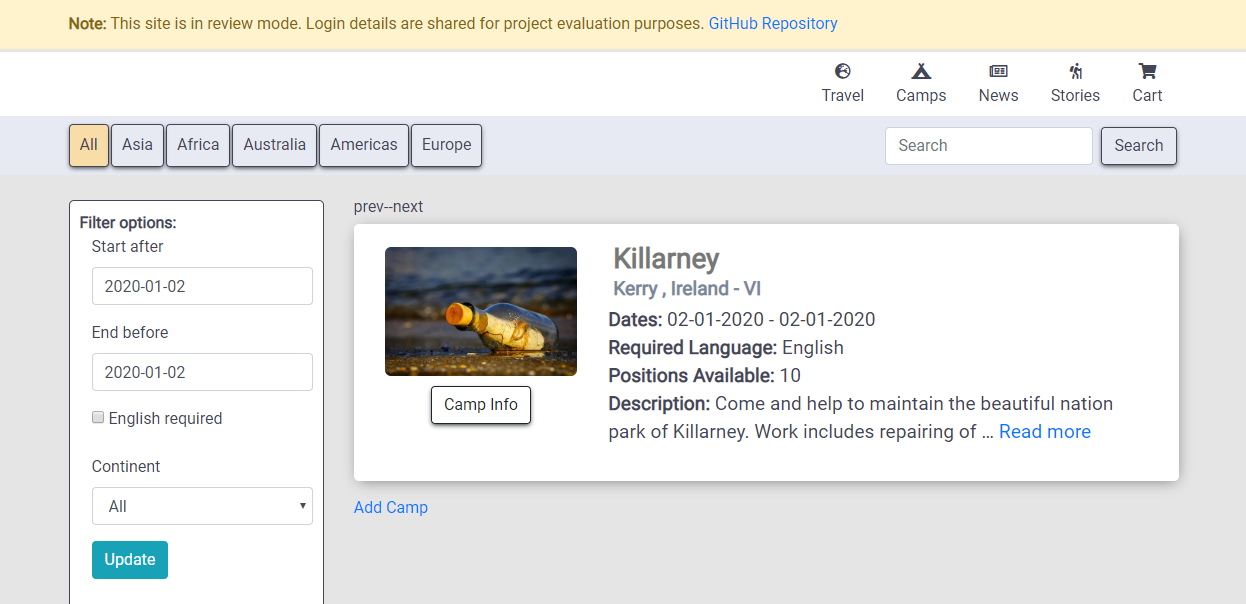 Note: This site is in review mode. Login details are shared for project evaluation purposes. GitHub Repository
Travel
Camps
News
Stories
Cart
All
Asia
Africa
Australia
Americas
Europe
Search
Search
Filter options:
Start after
2020-01-02
End before
2020-01-02
English required
Continent
All
Update
prev--next
Killarney
Kerry , Ireland - VI
Dates: 02-01-2020 - 02-01-2020
Required Language: English
Positions Available: 10
Description: Come and help to maintain the beautiful nation
park of Killarney. Work includes repairing of ... Read more
Camp Info
Add Camp